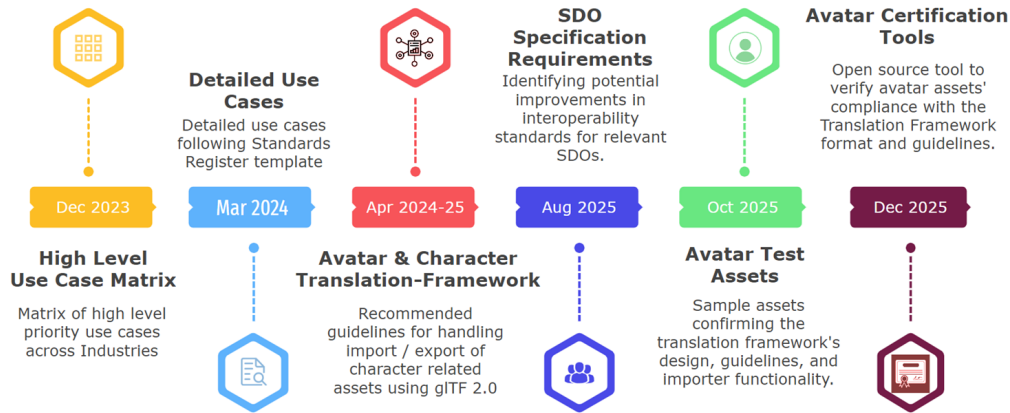 Dec 2023
High Level
Use Case Matrix
Matrix of high level
priority use cases
across Industries
Detailed Use
Cases
Detailed use cases
following Standards
Register template
Mar 2024
Apr 2024-25
Avatar & Character
Translation-Framework
Recommended
guidelines for handling
import / export of
character related
assets using glTF 2.0
SDO
Specification
Requirements
Identifying potential
improvements in
interoperability
standards for relevant
SDOs.
Aug 2025
Oct 2025
Avatar Test
Assets
Sample assets
confirming the
translation framework's
design, guidelines, and
importer functionality.
Avatar Certification
Tools
Open source tool to
verify avatar assets'
compliance with the
Translation Framework
format and guidelines.
Dec 2025